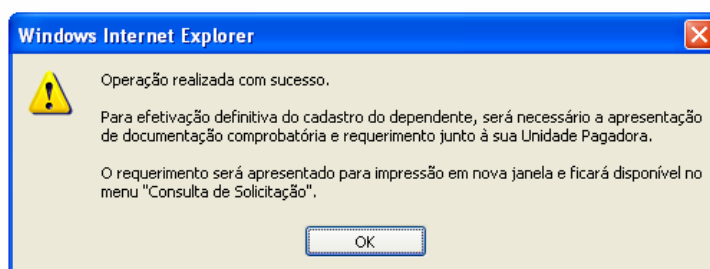 Windows Internet Explorer
Operação realizada com sucesso.
Para efetivação definitiva do cadastro do dependente, será necessário a apresentação
de documentação comprobatória e requerimento junto à sua Unidade Pagadora.
O requerimento será apresentado para impressão em nova janela e ficará disponível no
menu "Consulta de Solicitação".
OK